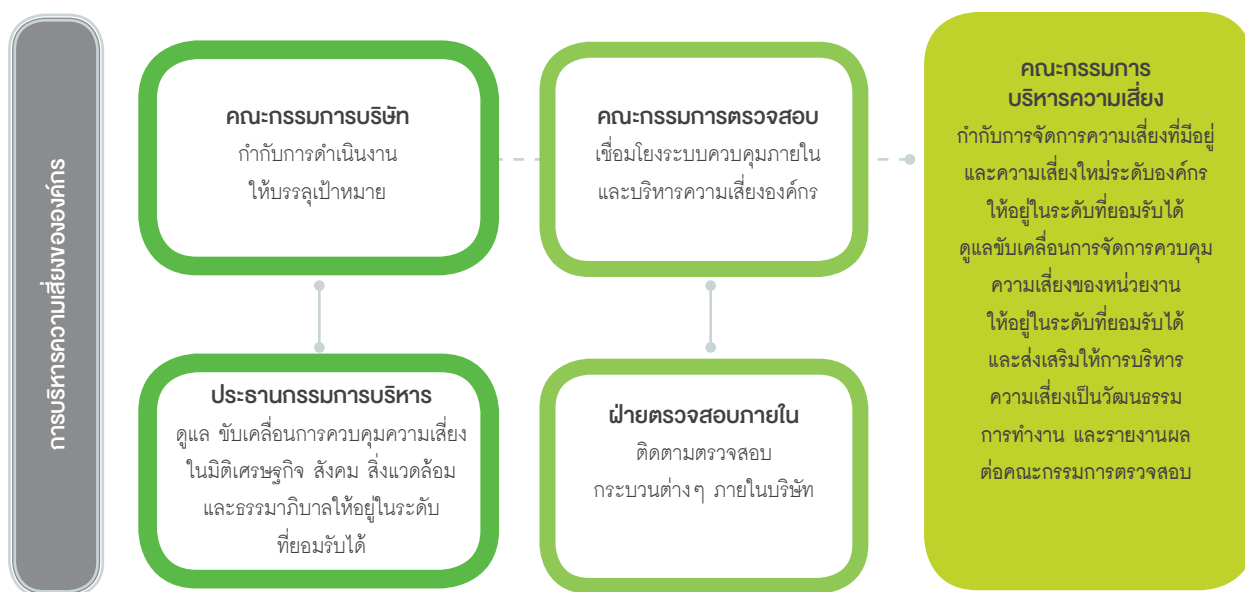 การบริหารความเสี่ยงขององค์กร
คณะกรรมการบริษัท
กำกับการดำเนินงาน
ให้บรรลุเป้าหมาย
คณะกรรมการตรวจสอบ
เชื่อมโยงระบบควบคุมภายใน
และบริหารความเสี่ยงองค์กร
คณะกรรมการ
บริหารความเสี่ยง
กำกับการจัดการความเสี่ยงที่มีอยู่
และความเสี่ยงใหม่ระดับองค์กร
ให้อยู่ในระดับที่ยอมรับได้
ดูแลขับเคลื่อนการจัดการควบคุม
ความเสี่ยงของหน่วยงาน
ให้อยู่ในระดับที่ยอมรับได้
และส่งเสริมให้การบริหาร
ความเสี่ยงเป็นวัฒนธรรม
การทำงาน และรายงานผล
ต่อคณะกรรมการตรวจสอบ
ประธานกรรมการบริหาร
ดูแล ขับเคลื่อนการควบคุมความเสี่ยง
ในมิติเศรษฐกิจ สังคม สิ่งแวดล้อม
และธรรมาภิบาลให้อยู่ในระดับ
ที่ยอมรับได้
ฝ่ายตรวจสอบภายใน
ติดตามตรวจสอบ
กระบวนต่างๆ ภายในบริษัท